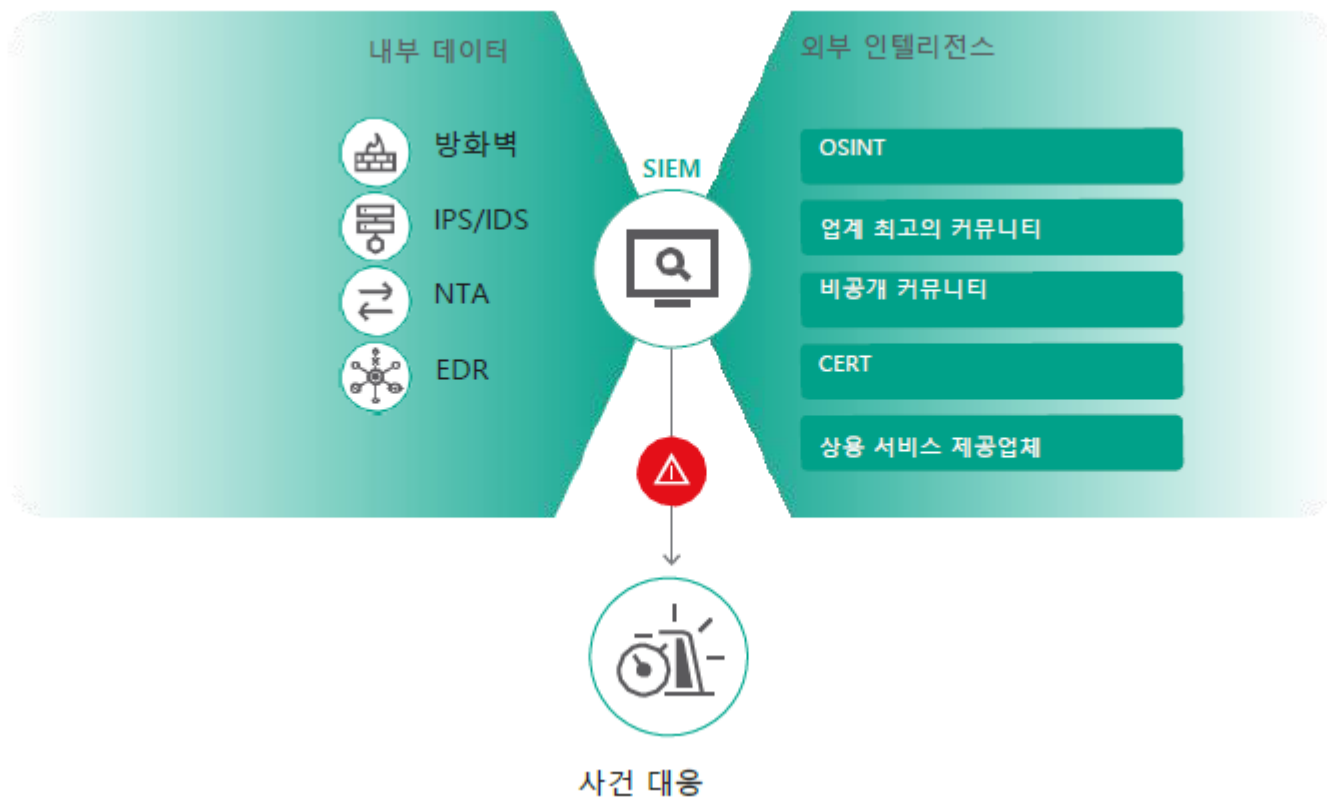 내부 데이터
방화벽
IPS/IDS
NTA
EDR
SIEM
외부 인텔리전스
OSINT
업계 최고의 커뮤니티
비공개 커뮤니티
CERT
상용 서비스 제공업체
사건 대응